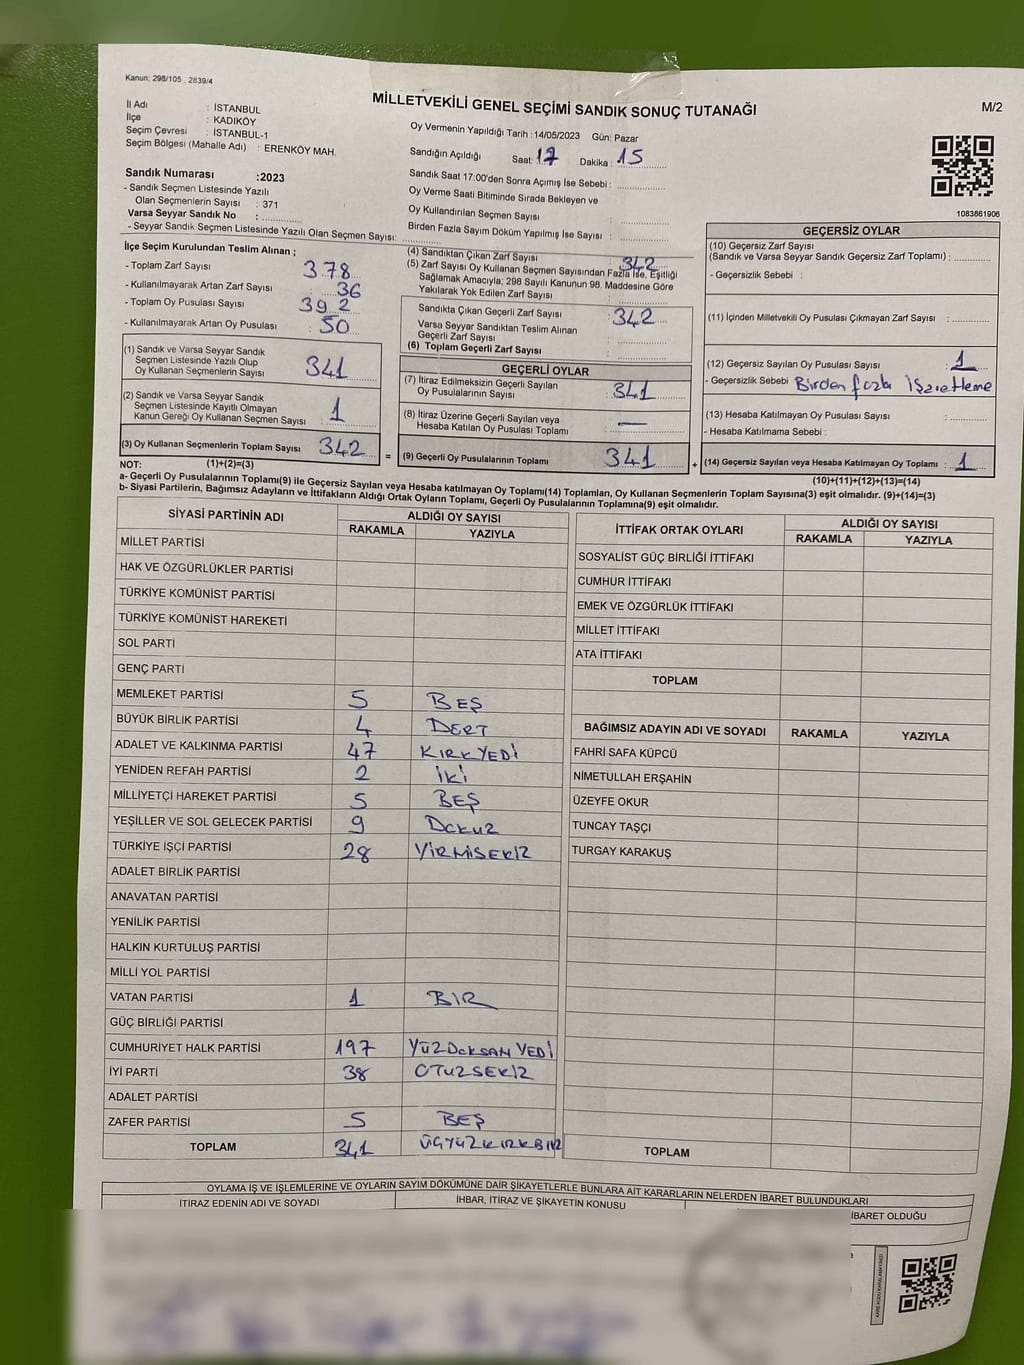 Kanun: 298/105 2839/4
MİLLETVEKİLİ GENEL SEÇİMİ SANDIK SONUÇ TUTANAĞI
M/2
İl Adı : İSTANBUL
İlçe : KADIKÖY
Seçim Çevresi : İSTANBUL-1
Seçim Bölgesi (Mahalle Adı) : ERENKÖY MAH.
Sandık Numarası :2023
- Sandık Seçmen Listesinde Yazılı
Olan Seçmenlerin Sayısı : 371
Varsa Seyyar Sandık No : ..............
- Seyyar Sandık Seçmen Listesinde Yazılı Olan Seçmen Sayısı: ..............
Oy Vermenin Yapıldığı Tarih :14/05/2023 Gün: Pazar
Sandığın Açıldığı Saat: 17 Dakika : 15
Sandık Saat 17:00'den Sonra Açımış İse Sebebi : ..............
Oy Verme Saati Bitiminde Sırada Bekleyen ve
Oy Kullandırılan Seçmen Sayısı : ..............
Birden Fazla Sayım Döküm Yapılmış İse Sayısı : ..............
1083861906
İlçe Seçim Kurulundan Teslim Alınan ;
- Toplam Zarf Sayısı 378
- Kullanılmayarak Artan Zarf Sayısı : 36
- Toplam Oy Pusulası Sayısı 392
- Kullanılmayarak Artan Oy Pusulası : 50
(1) Sandık ve Varsa Seyyar Sandık
Seçmen Listesinde Yazılı Olup
Oy Kullanan Seçmenlerin Sayısı 341
(2) Sandık ve Varsa Seyyar Sandık
Seçmen Listesinde Kayıtlı Olmayan
Kanun Gereği Oy Kullanan Seçmen Sayısı 1
(3) Oy Kullanan Seçmenlerin Toplam Sayısı 342
(4) Sandıktan Çıkan Zarf Sayısı : 342
(5) Zarf Sayısı Oy Kullanan Seçmen Sayısından Fazla İse, Eşitliği
Sağlamak Amacıyla; 298 Sayılı Kanunun 98. Maddesine Göre
Yakılarak Yok Edilen Zarf Sayısı : ..............
Sandıkta Çıkan Geçerli Zarf Sayısı : 342
Varsa Seyyar Sandıktan Teslim Alınan
Geçerli Zarf Sayısı : ..............
(6) Toplam Geçerli Zarf Sayısı : ..............
GEÇERLİ OYLAR
(7) İtiraz Edilmeksizin Geçerli Sayılan
Oy Pusulalarının Sayısı : 341
(8) İtiraz Üzerine Geçerli Sayılan veya
Hesaba Katılan Oy Pusulası Toplamı : —
= (9) Geçerli Oy Pusulalarının Toplamı 341 +
GEÇERSİZ OYLAR
(10) Geçersiz Zarf Sayısı
(Sandık ve Varsa Seyyar Sandık Geçersiz Zarf Toplamı) : ..............
- Geçersizlik Sebebi :
(11) İçinden Milletvekili Oy Pusulası Çıkmayan Zarf Sayısı : ..............
(12) Geçersiz Sayılan Oy Pusulası Sayısı : 1
- Geçersizlik Sebebi : Birden fazla işaretleme
(13) Hesaba Katılmayan Oy Pusulası Sayısı : ..............
- Hesaba Katılmama Sebebi :
(14) Geçersiz Sayılan veya Hesaba Katılmayan Oy Toplamı : 1
NOT: (1)+(2)=(3) (10)+(11)+(12)+(13)=(14)
a- Geçerli Oy Pusulalarının Toplamı(9) ile Geçersiz Sayılan veya Hesaba katılmayan Oy Toplamı(14) Toplamları, Oy Kullanan Seçmenlerin Toplam Sayısına(3) eşit olmalıdır. (9)+(14)=(3)
b- Siyasi Partilerin, Bağımsız Adayların ve İttifakların Aldığı Ortak Oyların Toplamı, Geçerli Oy Pusulalarının Toplamına(9) eşit olmalıdır.
SİYASİ PARTİNİN ADI ALDIĞI OY SAYISI
RAKAMLA YAZIYLA
MİLLET PARTİSİ
HAK VE ÖZGÜRLÜKLER PARTİSİ
TÜRKİYE KOMÜNİST PARTİSİ
TÜRKİYE KOMÜNİST HAREKETİ
SOL PARTİ
GENÇ PARTİ
MEMLEKET PARTİSİ 5 BEŞ
BÜYÜK BİRLİK PARTİSİ 4 DERT
ADALET VE KALKINMA PARTİSİ 47 KIRKYEDİ
YENİDEN REFAH PARTİSİ 2 İKİ
MİLLİYETÇİ HAREKET PARTİSİ 5 BEŞ
YEŞİLLER VE SOL GELECEK PARTİSİ 9 DOKUZ
TÜRKİYE İŞÇİ PARTİSİ 28 YİRMİSEKİZ
ADALET BİRLİK PARTİSİ
ANAVATAN PARTİSİ
YENİLİK PARTİSİ
HALKIN KURTULUŞ PARTİSİ
MİLLİ YOL PARTİSİ
VATAN PARTİSİ 1 BİR
GÜÇ BİRLİĞİ PARTİSİ
CUMHURİYET HALK PARTİSİ 197 YÜZDOKSAN YEDİ
İYİ PARTİ 38 OTUZSEKİZ
ADALET PARTİSİ
ZAFER PARTİSİ 5 BEŞ
TOPLAM 341 ÜÇYÜZKIRKBİR
İTTİFAK ORTAK OYLARI ALDIĞI OY SAYISI
RAKAMLA YAZIYLA
SOSYALİST GÜÇ BİRLİĞİ İTTİFAKI
CUMHUR İTTİFAKI
EMEK VE ÖZGÜRLÜK İTTİFAKI
MİLLET İTTİFAKI
ATA İTTİFAKI
TOPLAM
BAĞIMSIZ ADAYIN ADI VE SOYADI RAKAMLA YAZIYLA
FAHRİ SAFA KÜPCÜ
NİMETULLAH ERŞAHİN
ÜZEYFE OKUR
TUNCAY TAŞÇI
TURGAY KARAKUŞ
TOPLAM
OYLAMA İŞ VE İŞLEMLERİNE VE OYLARIN SAYIM DÖKÜMÜNE DAİR ŞİKAYETLERLE BUNLARA AİT KARARLARIN NELERDEN İBARET BULUNDUKLARI
İTİRAZ EDENİN ADI VE SOYADI İHBAR, İTİRAZ VE ŞİKAYETİN KONUSU İBARET OLDUĞU